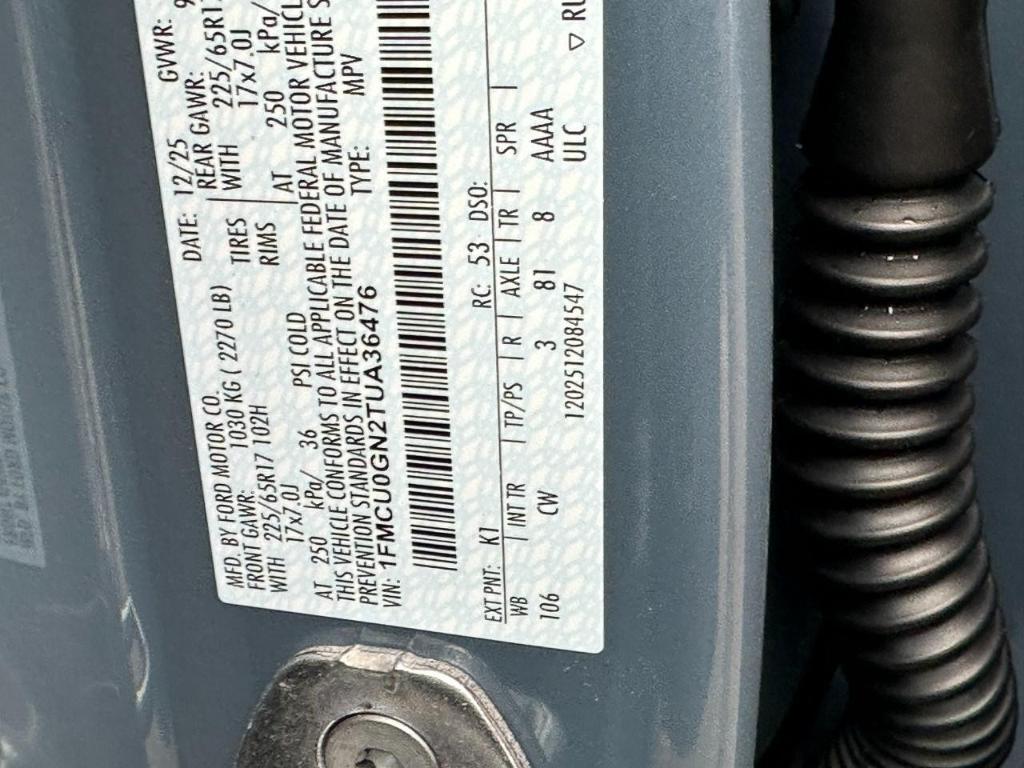 MFD. BY FORD MOTOR CO.
DATE: 12/25
GVWR:
FRONT GAWR: 1030 KG ( 2270 LB)
REAR GAWR:
WITH 225/65R17 102H TIRES
WITH 225/65R17
17x7.0J RIMS
17x7.0J
AT 250 kPa/ 36 PSI COLD
AT 250 kPa/
THIS VEHICLE CONFORMS TO ALL APPLICABLE FEDERAL MOTOR VEHICLE
PREVENTION STANDARDS IN EFFECT ON THE DATE OF MANUFACTURE S
VIN: 1FMCU0GN2TUA36476
TYPE: MPV
EXT PNT: K1 RC: 53 DSO:
WB | INT TR | TP/PS | R | AXLE | TR | SPR |
106 CW 3 81 8 AAAA
120251208454​7 ULC